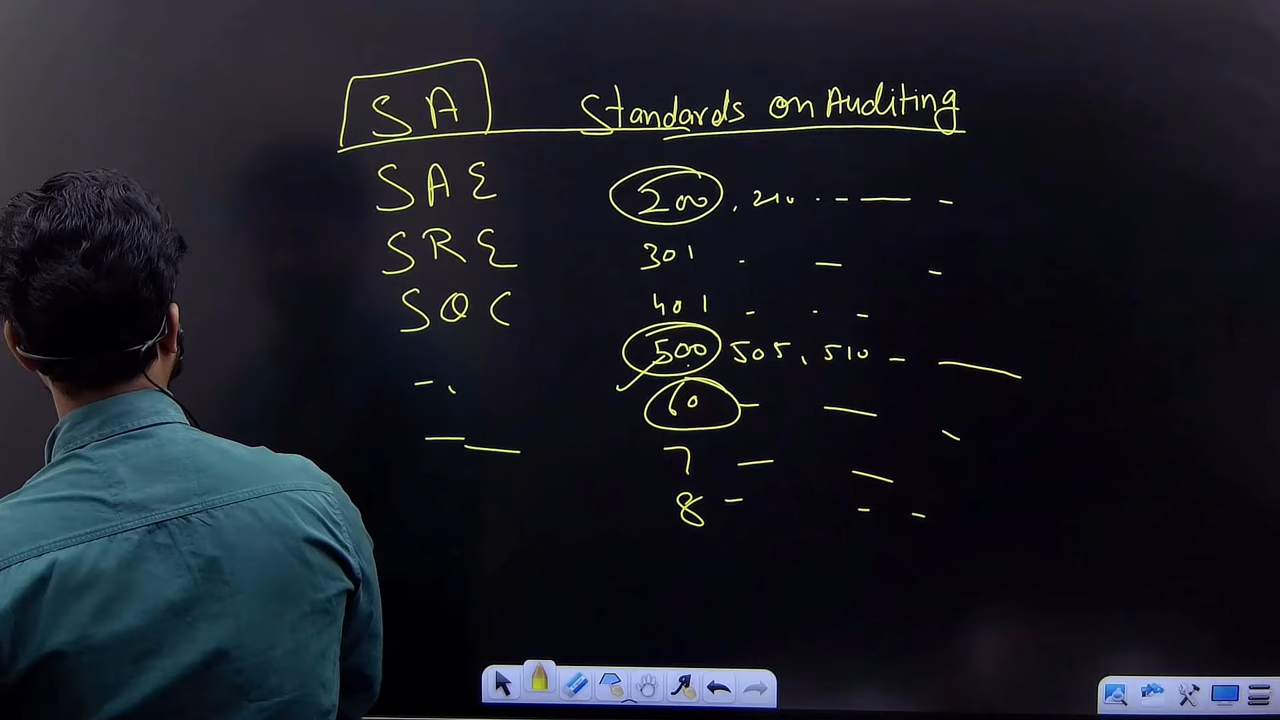 SA Standards on Auditing
SAE 200, 210
SRE 301
SQC 401
500 505, 510
60
7
8